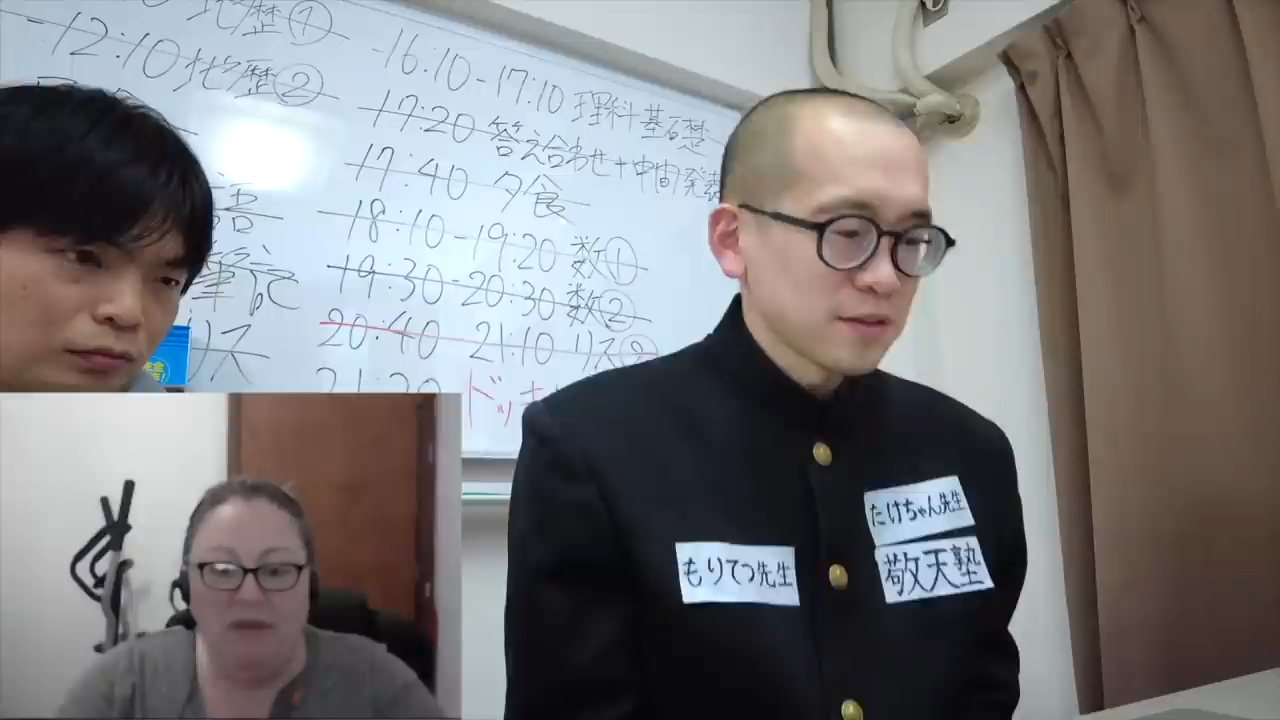 地歴①
-12:10 地歴②
語
筆記
リス
-16:10-17:10 理科基礎
17:20 答え合わせ+中間発表
17:40 夕食
18:10-19:20 数①
19:30-20:30 数②
20:40 21:10 リス
21:20 ドッキ
たけちゃん先生
もりてつ先生
敬天塾